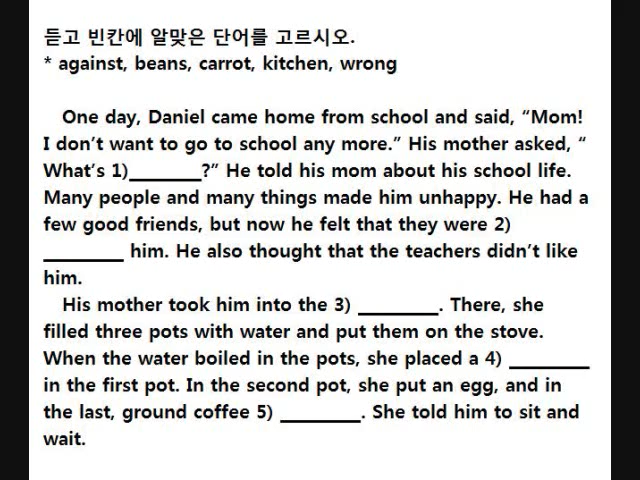 듣고 빈칸에 알맞은 단어를 고르시오.
* against, beans, carrot, kitchen, wrong
One day, Daniel came home from school and said, “Mom!
I don’t want to go to school any more.” His mother asked, “
What’s 1)________?” He told his mom about his school life.
Many people and many things made him unhappy. He had a
few good friends, but now he felt that they were 2)
_________ him. He also thought that the teachers didn’t like
him.
His mother took him into the 3) _________. There, she
filled three pots with water and put them on the stove.
When the water boiled in the pots, she placed a 4) _________
in the first pot. In the second pot, she put an egg, and in
the last, ground coffee 5) _________. She told him to sit and
wait.